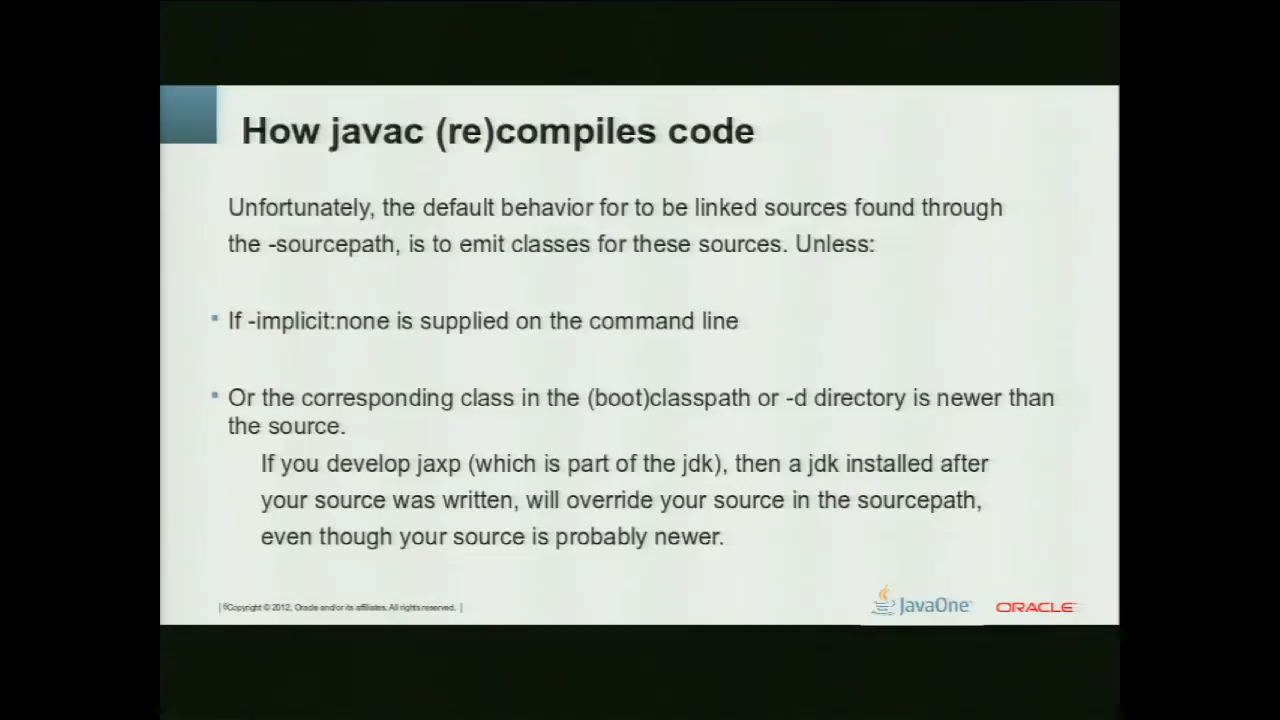 How javac (re)compiles code
Unfortunately, the default behavior for to be linked sources found through
the -sourcepath, is to emit classes for these sources. Unless:
If -implicit:none is supplied on the command line
Or the corresponding class in the (boot)classpath or -d directory is newer than
the source.
If you develop jaxp (which is part of the jdk), then a jdk installed after
your source was written, will override your source in the sourcepath,
even though your source is probably newer.
| 6Copyright © 2012, Oracle and/or its affiliates. All rights reserved. |
JavaOne
ORACLE